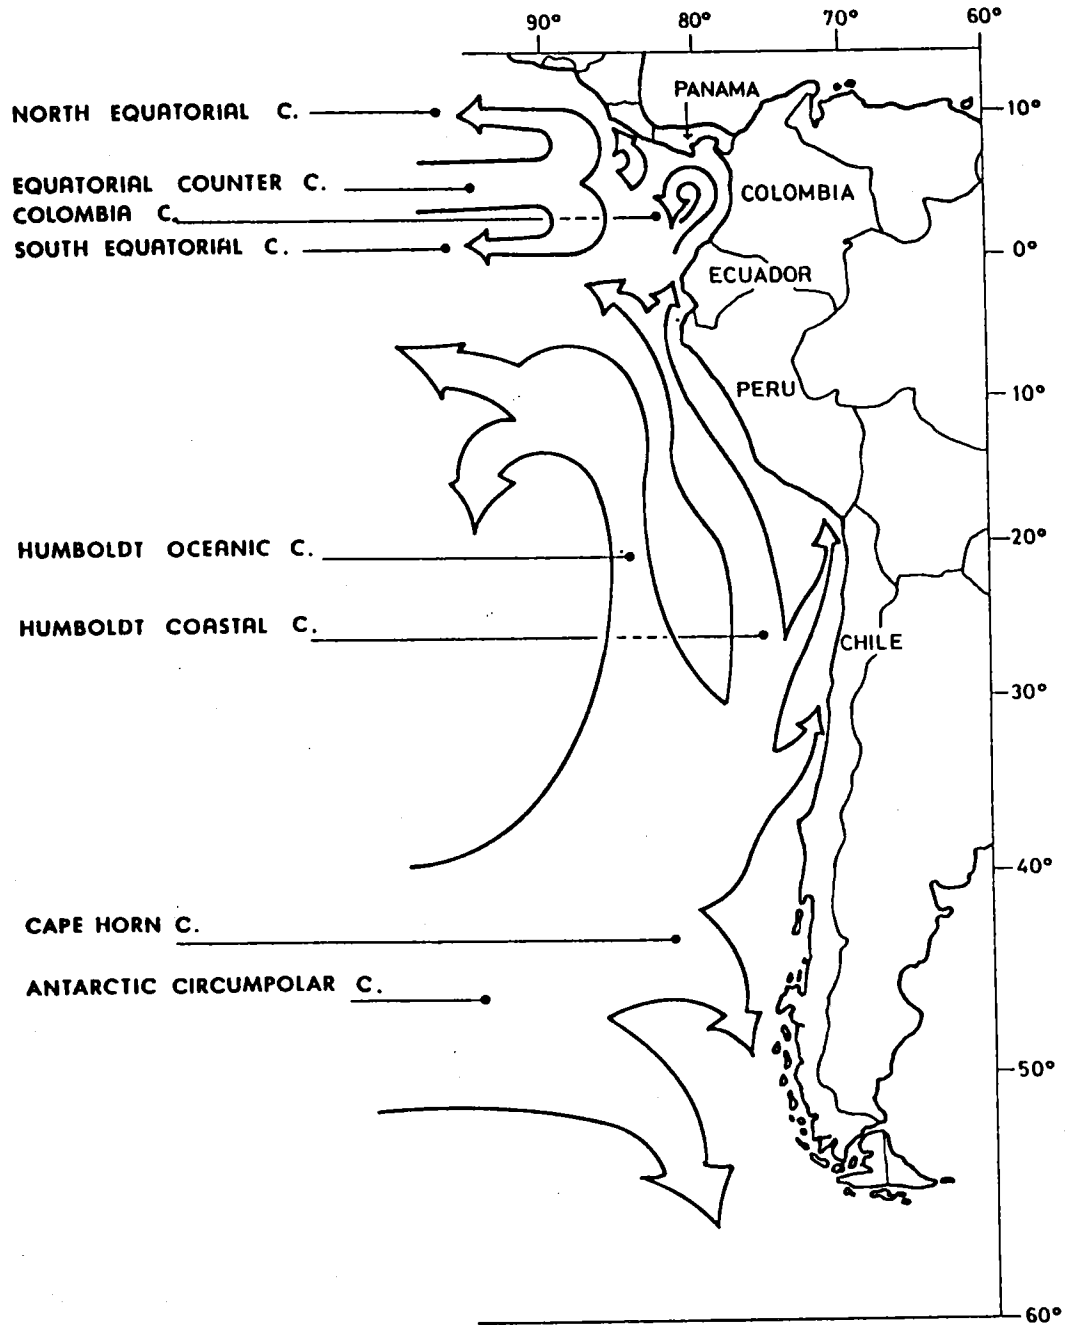 90° 80° 70° 60°
PANAMA
NORTH EQUATORIAL C.
10°
EQUATORIAL COUNTER C.
COLOMBIA
COLOMBIA C.
SOUTH EQUATORIAL C.
0°
ECUADOR
PERU
10°
HUMBOLDT OCEANIC C.
20°
HUMBOLDT COASTAL C.
CHILE
30°
40°
CAPE HORN C.
ANTARCTIC CIRCUMPOLAR C.
50°
60°